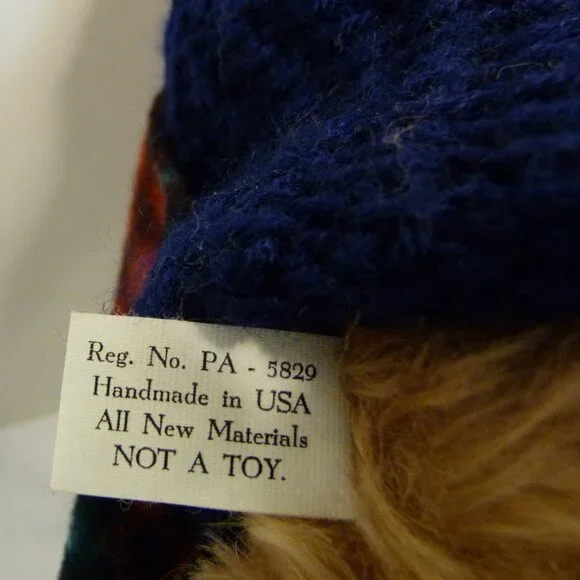 Reg. No. PA - 5829
Handmade in USA
All New Materials
NOT A TOY.